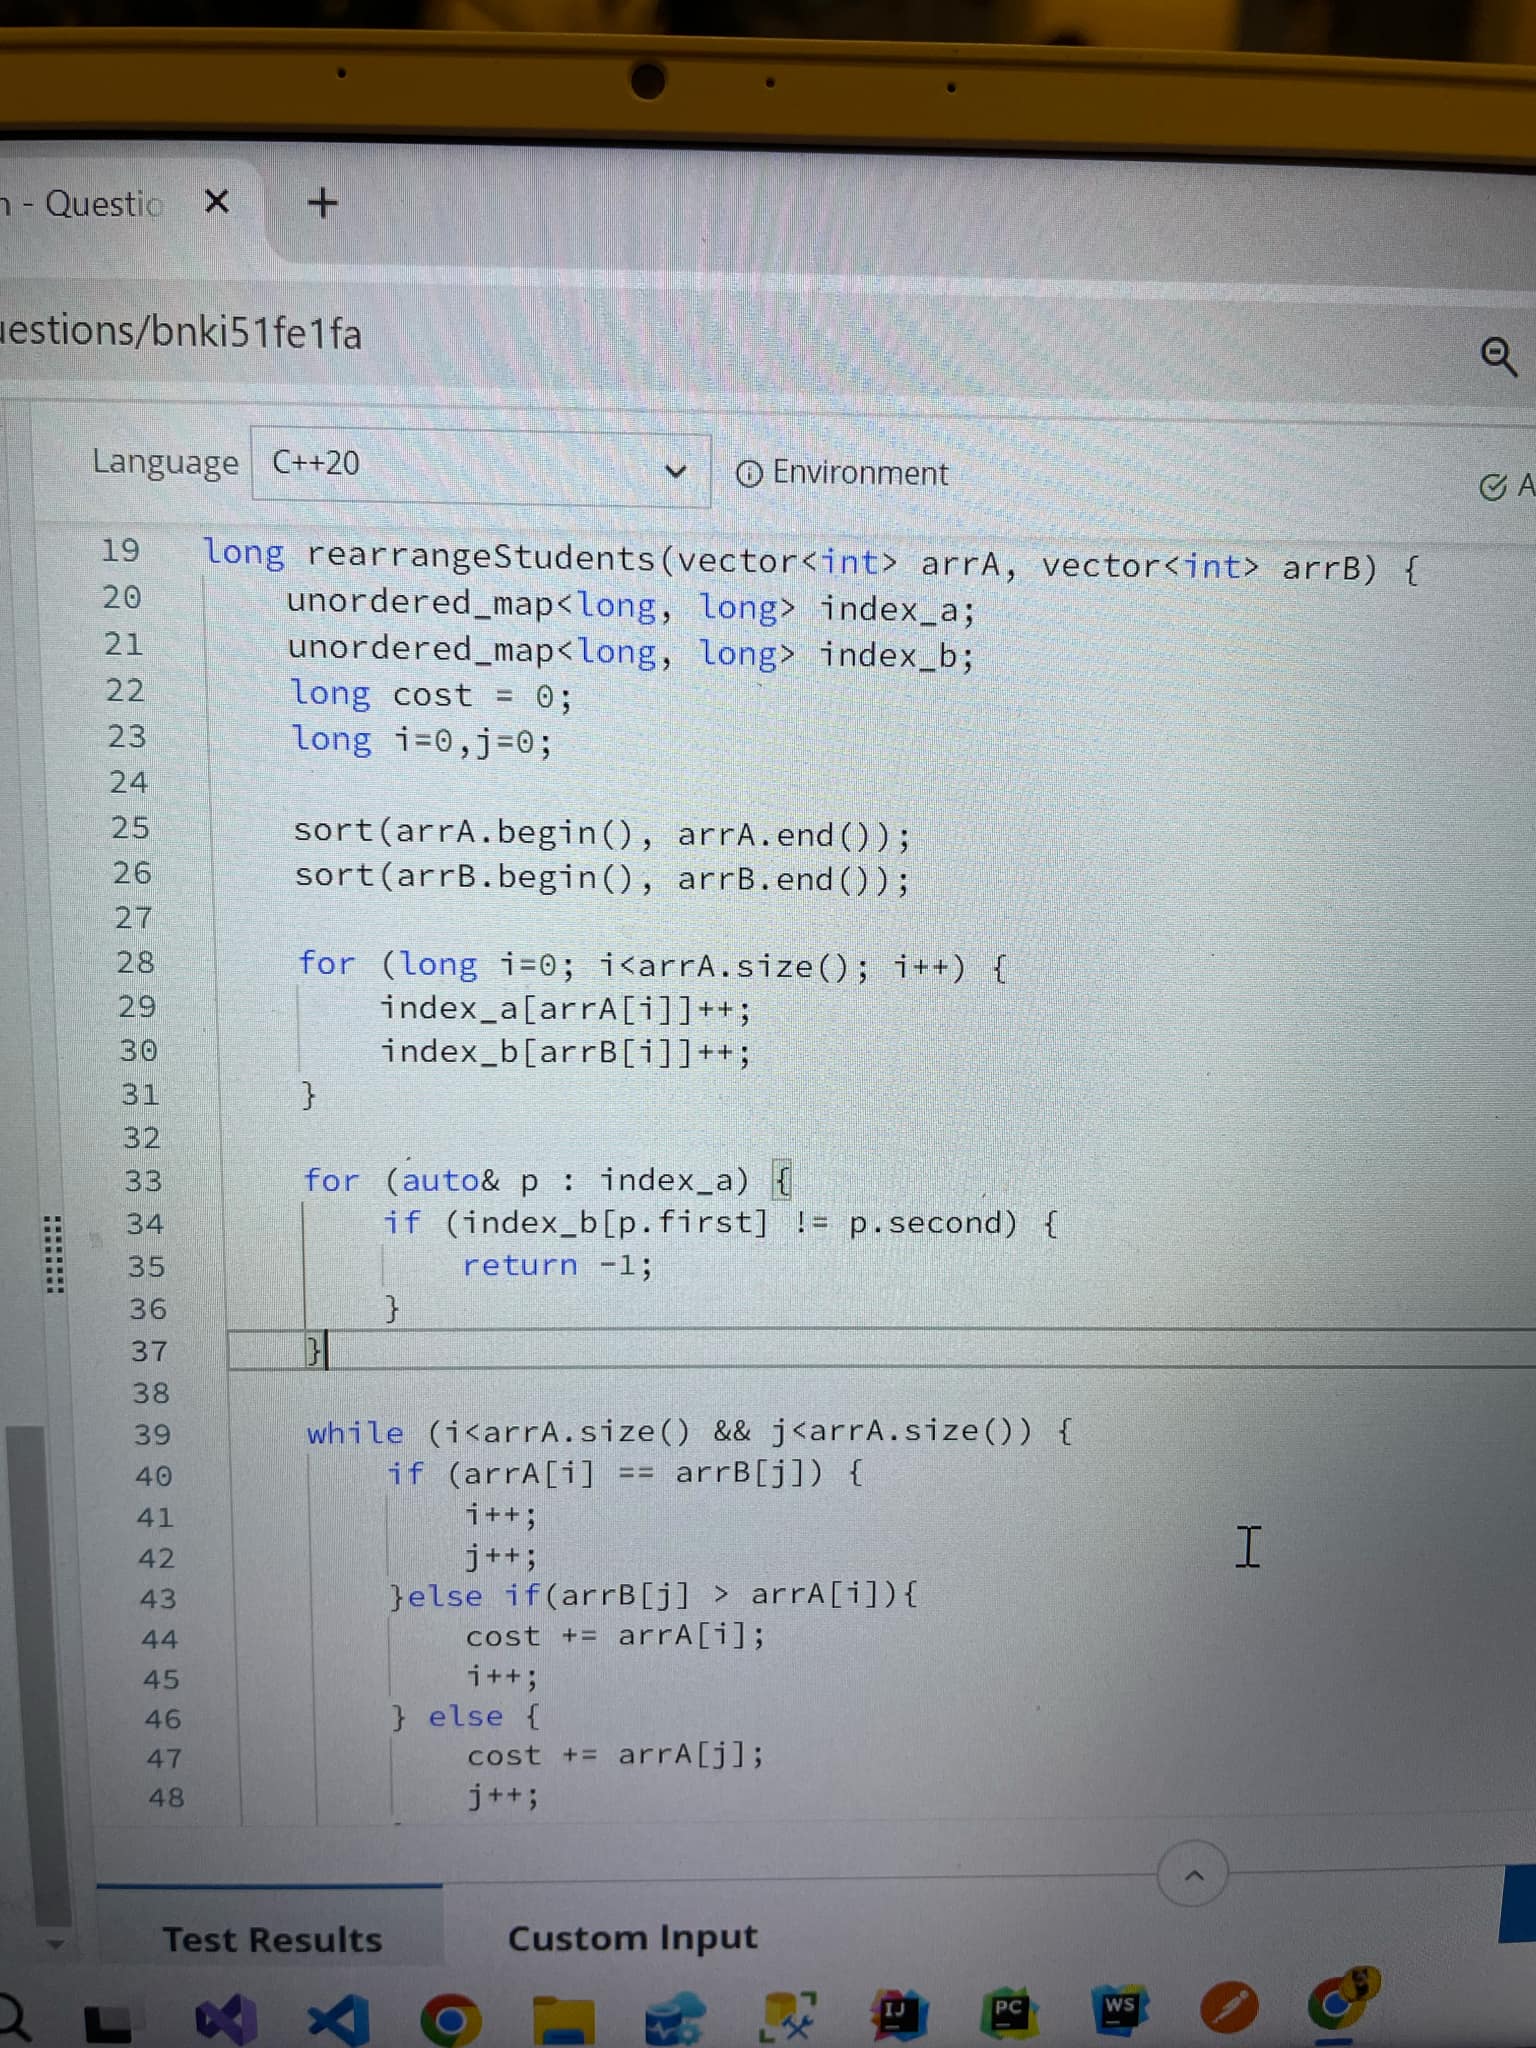 - Questio × +
estions/bnki51fe1fa
Language C++20 Environment A
19 long rearrangeStudents(vector<int> arrA, vector<int> arrB) {
20 unordered_map<long, long> index_a;
21 unordered_map<long, long> index_b;
22 long cost = 0;
23 long i=0,j=0;
24
25 sort(arrA.begin(), arrA.end());
26 sort(arrB.begin(), arrB.end());
27
28 for (long i=0; i<arrA.size(); i++) {
29 index_a[arrA[i]]++;
30 index_b[arrB[i]]++;
31 }
32
33 for (auto& p : index_a) {
34 if (index_b[p.first] != p.second) {
35 return -1;
36 }
37 }
38
39 while (i<arrA.size() && j<arrA.size()) {
40 if (arrA[i] == arrB[j]) {
41 i++;
42 j++;
43 }else if(arrB[j] > arrA[i]){
44 cost += arrA[i];
45 i++;
46 } else {
47 cost += arrA[j];
48 j++;
Test Results Custom Input
IJ PC WS